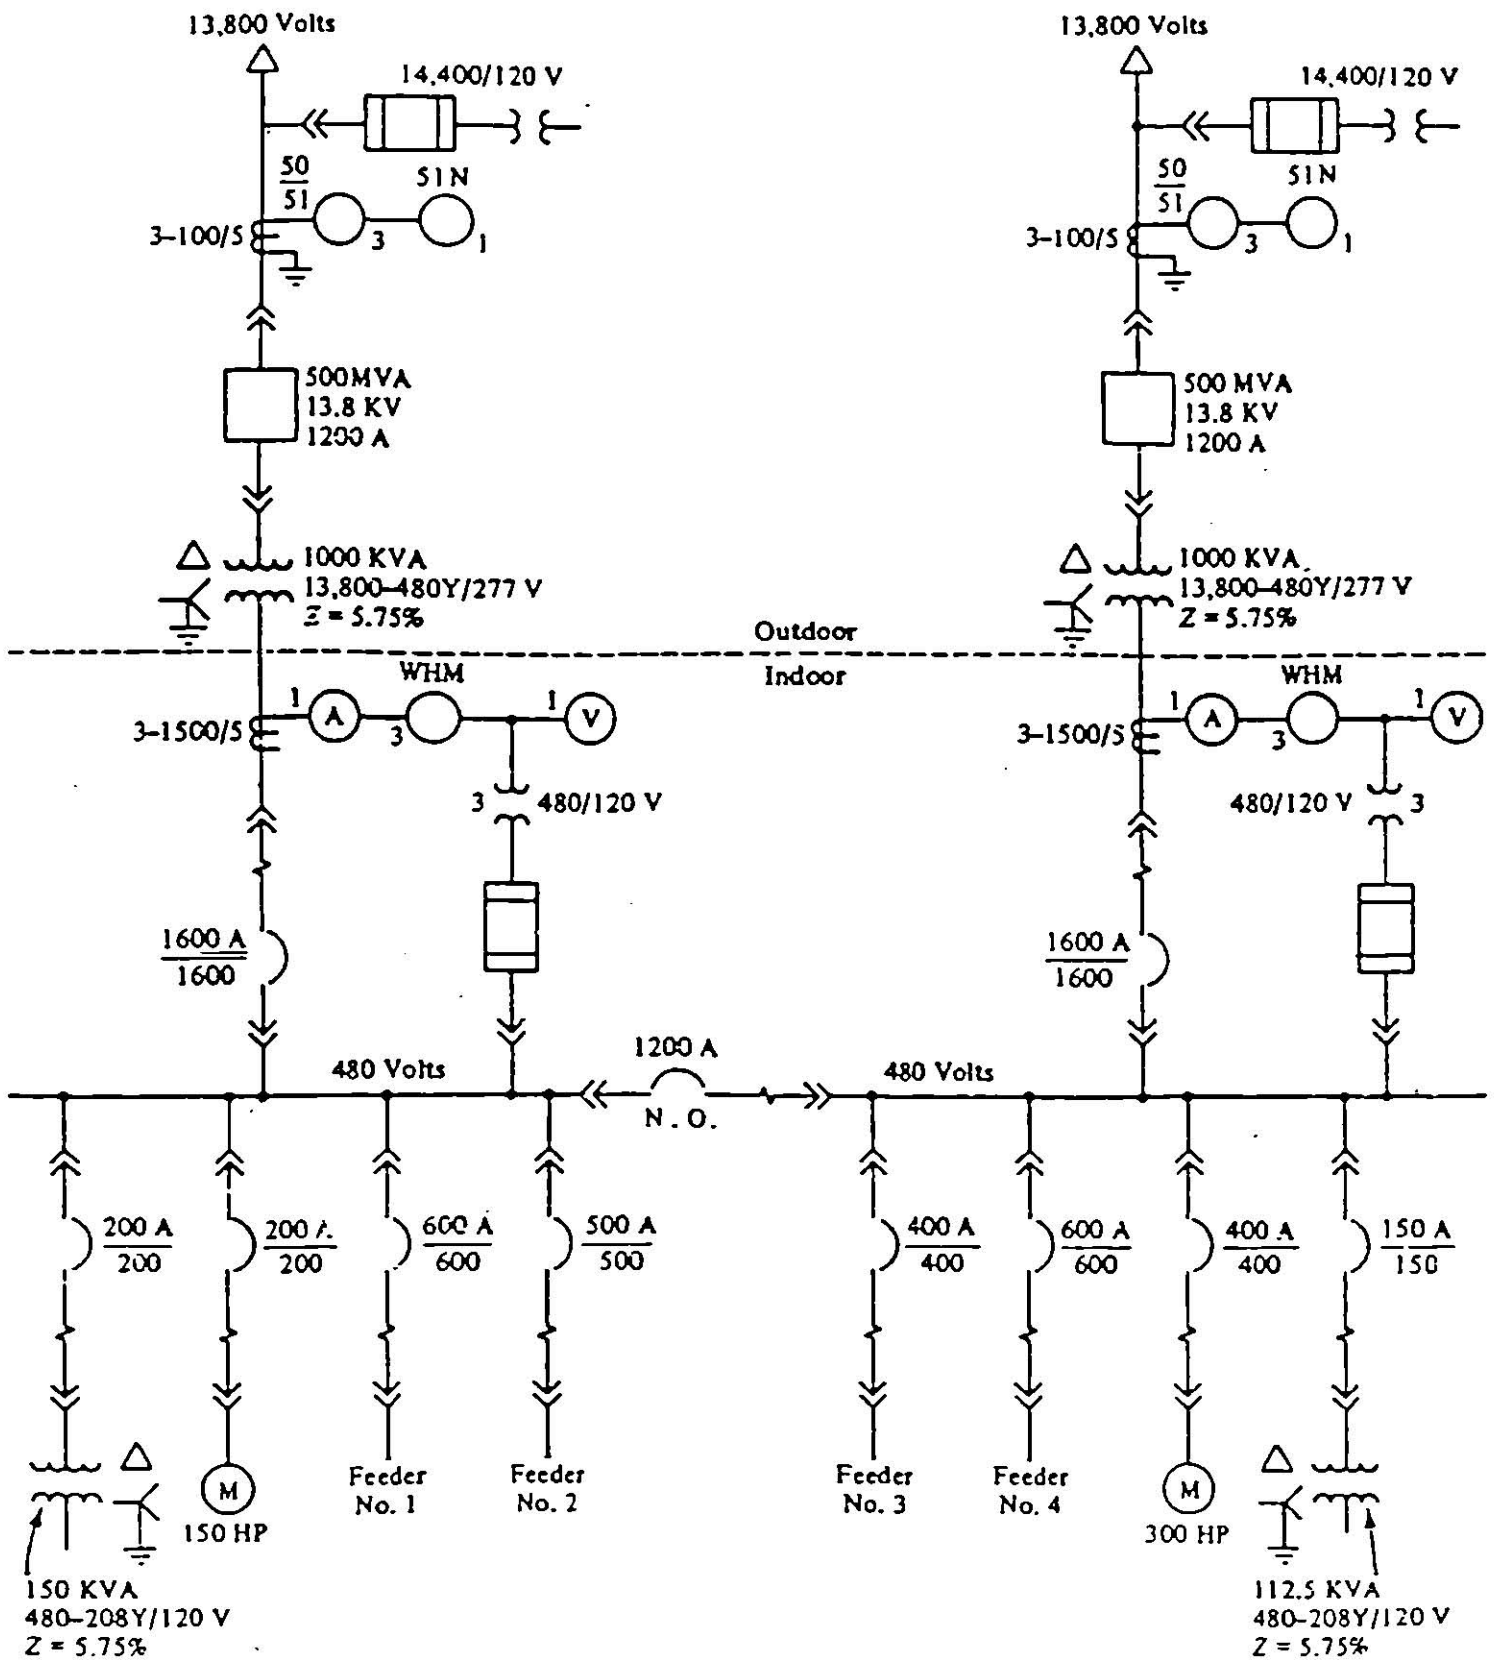 13,800 Volts
13,800 Volts
14,400/120 V
14,400/120 V
50
51
51N
3-100/5
3
1
50
51
51N
3-100/5
3
1
500MVA
13.8 KV
1200 A
500 MVA
13.8 KV
1200 A
1000 KVA
13,800-480Y/277 V
Z = 5.75%
1000 KVA
13,800-480Y/277 V
Z = 5.75%
Outdoor
Indoor
WHM
1
A
3
1
V
3-1500/5
3
480/120 V
WHM
1
A
3
1
V
3-1500/5
480/120 V
3
1600 A
1600
1600 A
1600
480 Volts
1200 A
N.O.
480 Volts
200 A
200
200 A
200
600 A
600
500 A
500
400 A
400
600 A
600
400 A
400
150 A
150
M
150 HP
Feeder
No. 1
Feeder
No. 2
Feeder
No. 3
Feeder
No. 4
M
300 HP
150 KVA
480-208Y/120 V
Z = 5.75%
112.5 KVA
480-208Y/120 V
Z = 5.75%